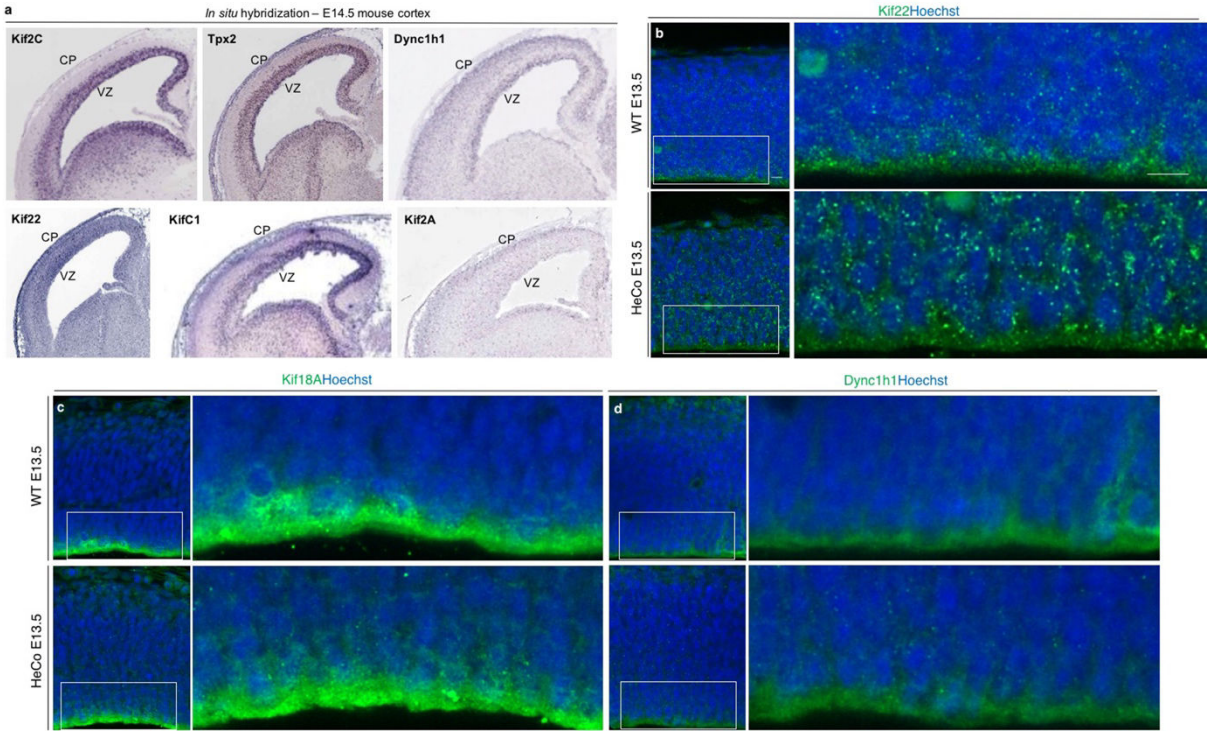 a
In situ hybridization – E14.5 mouse cortex
Kif2C
CP
VZ
Tpx2
CP
VZ
Dync1h1
CP
VZ
Kif22
CP
VZ
KifC1
CP
VZ
Kif2A
CP
VZ
Kif22Hoechst
b
WT E13.5
HeCo E13.5
Kif18AHoechst
c
WT E13.5
HeCo E13.5
Dync1h1Hoechst
d